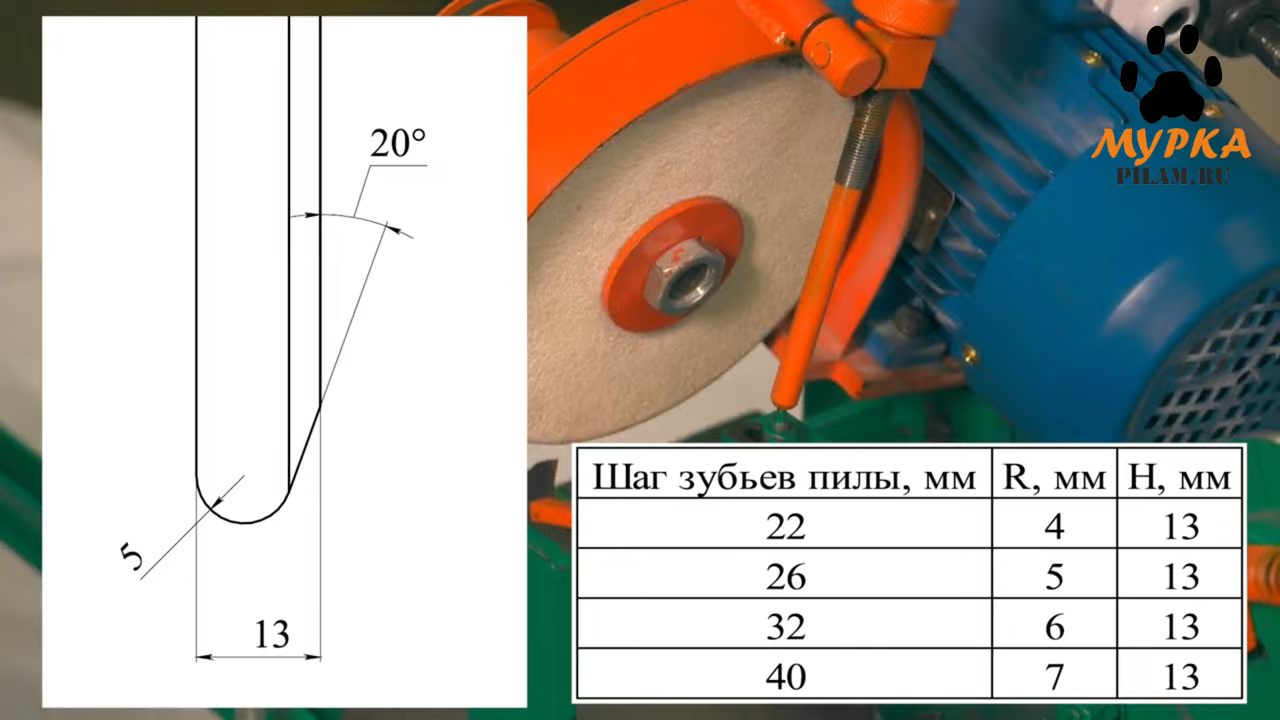 20°
5
13
МУРКА
PILAM.RU
Шаг зубьев пилы, мм R, мм H, мм
22 4 13
26 5 13
32 6 13
40 7 13